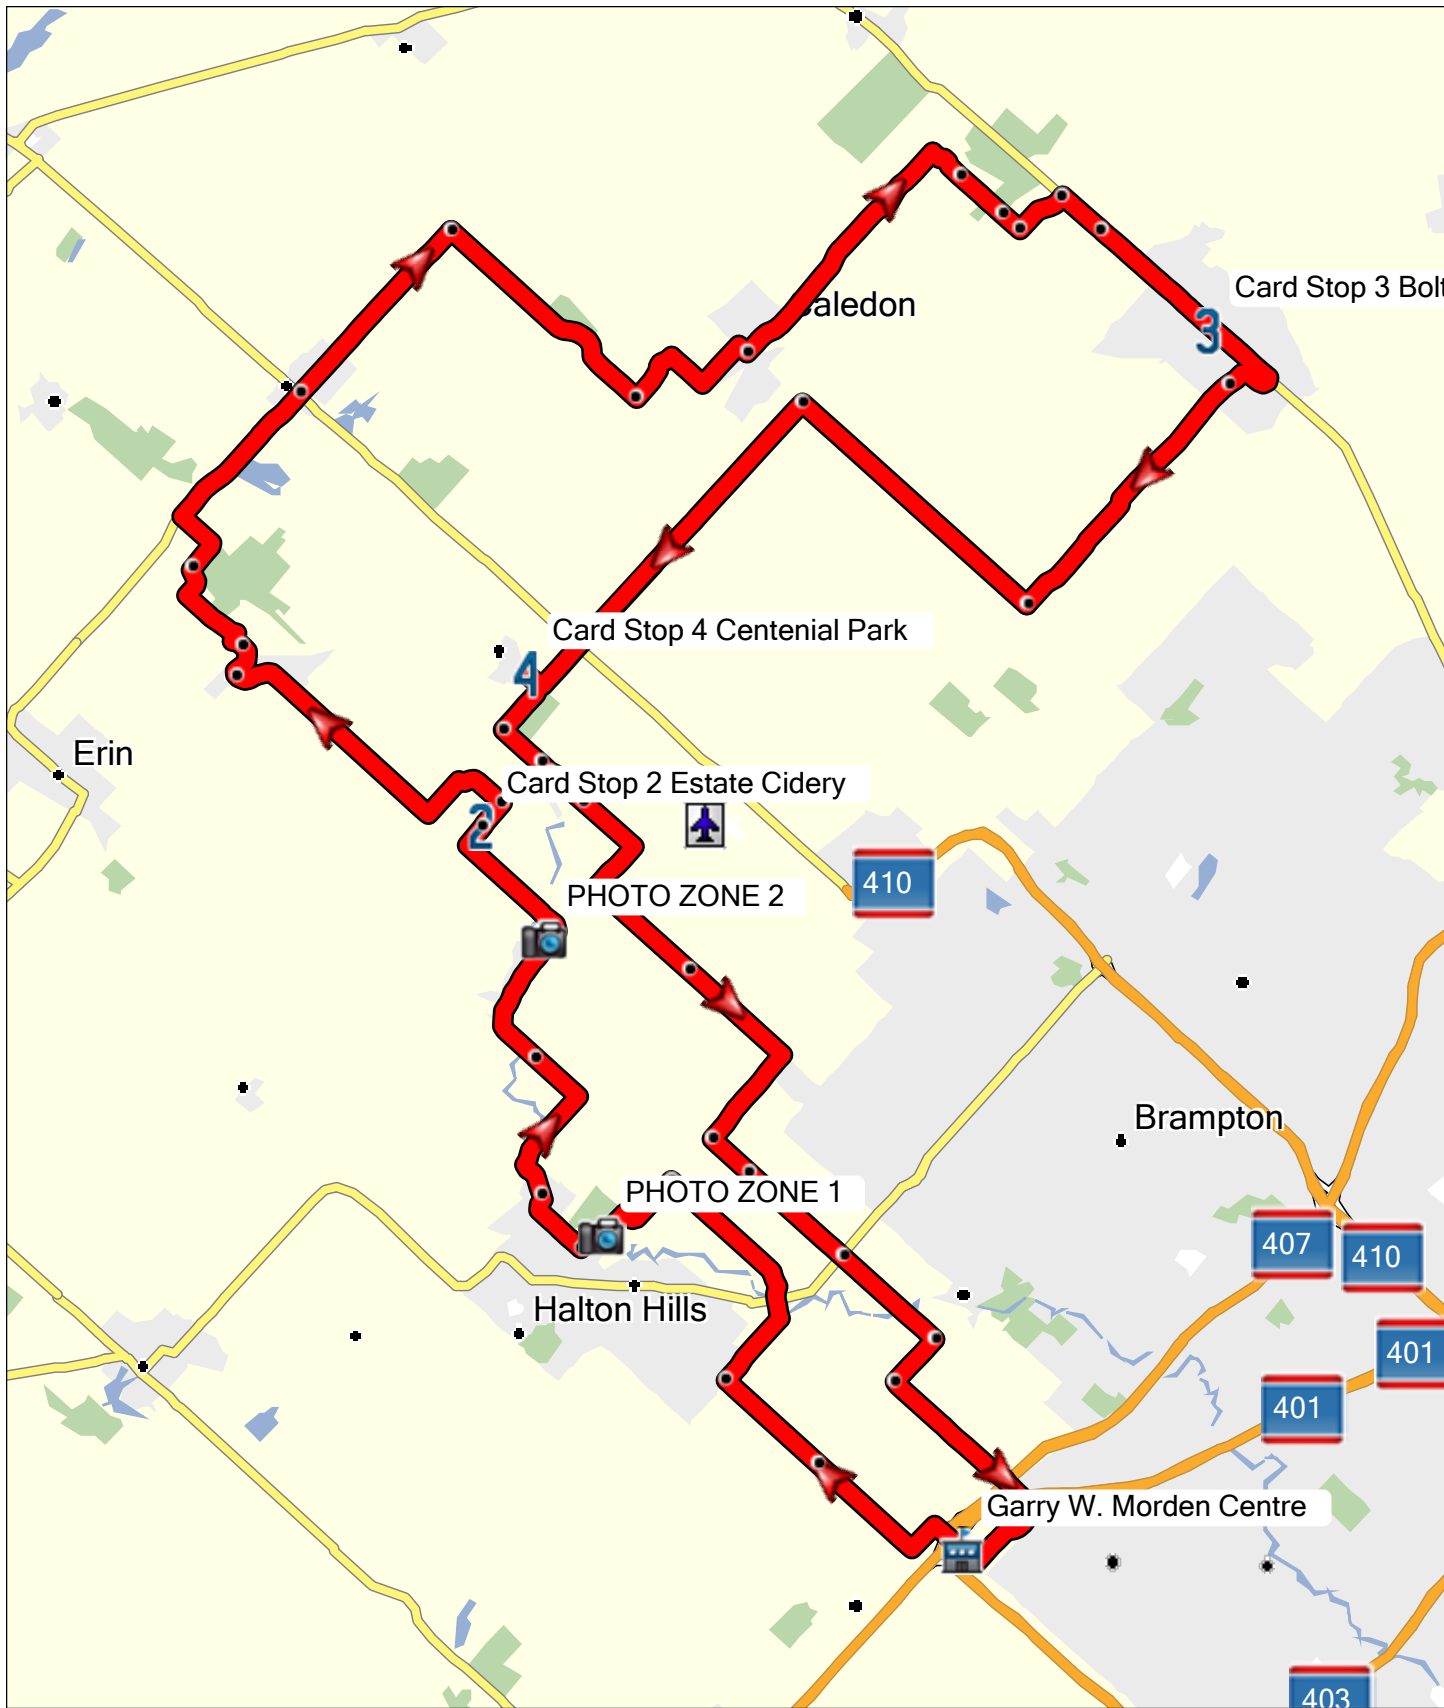 Card Stop 3 Bolt
3
Caledon
Card Stop 4 Centenial Park
4
Erin
Card Stop 2 Estate Cidery
2
410
PHOTO ZONE 2
Brampton
PHOTO ZONE 1
407
410
Halton Hills
401
401
Garry W. Morden Centre
403